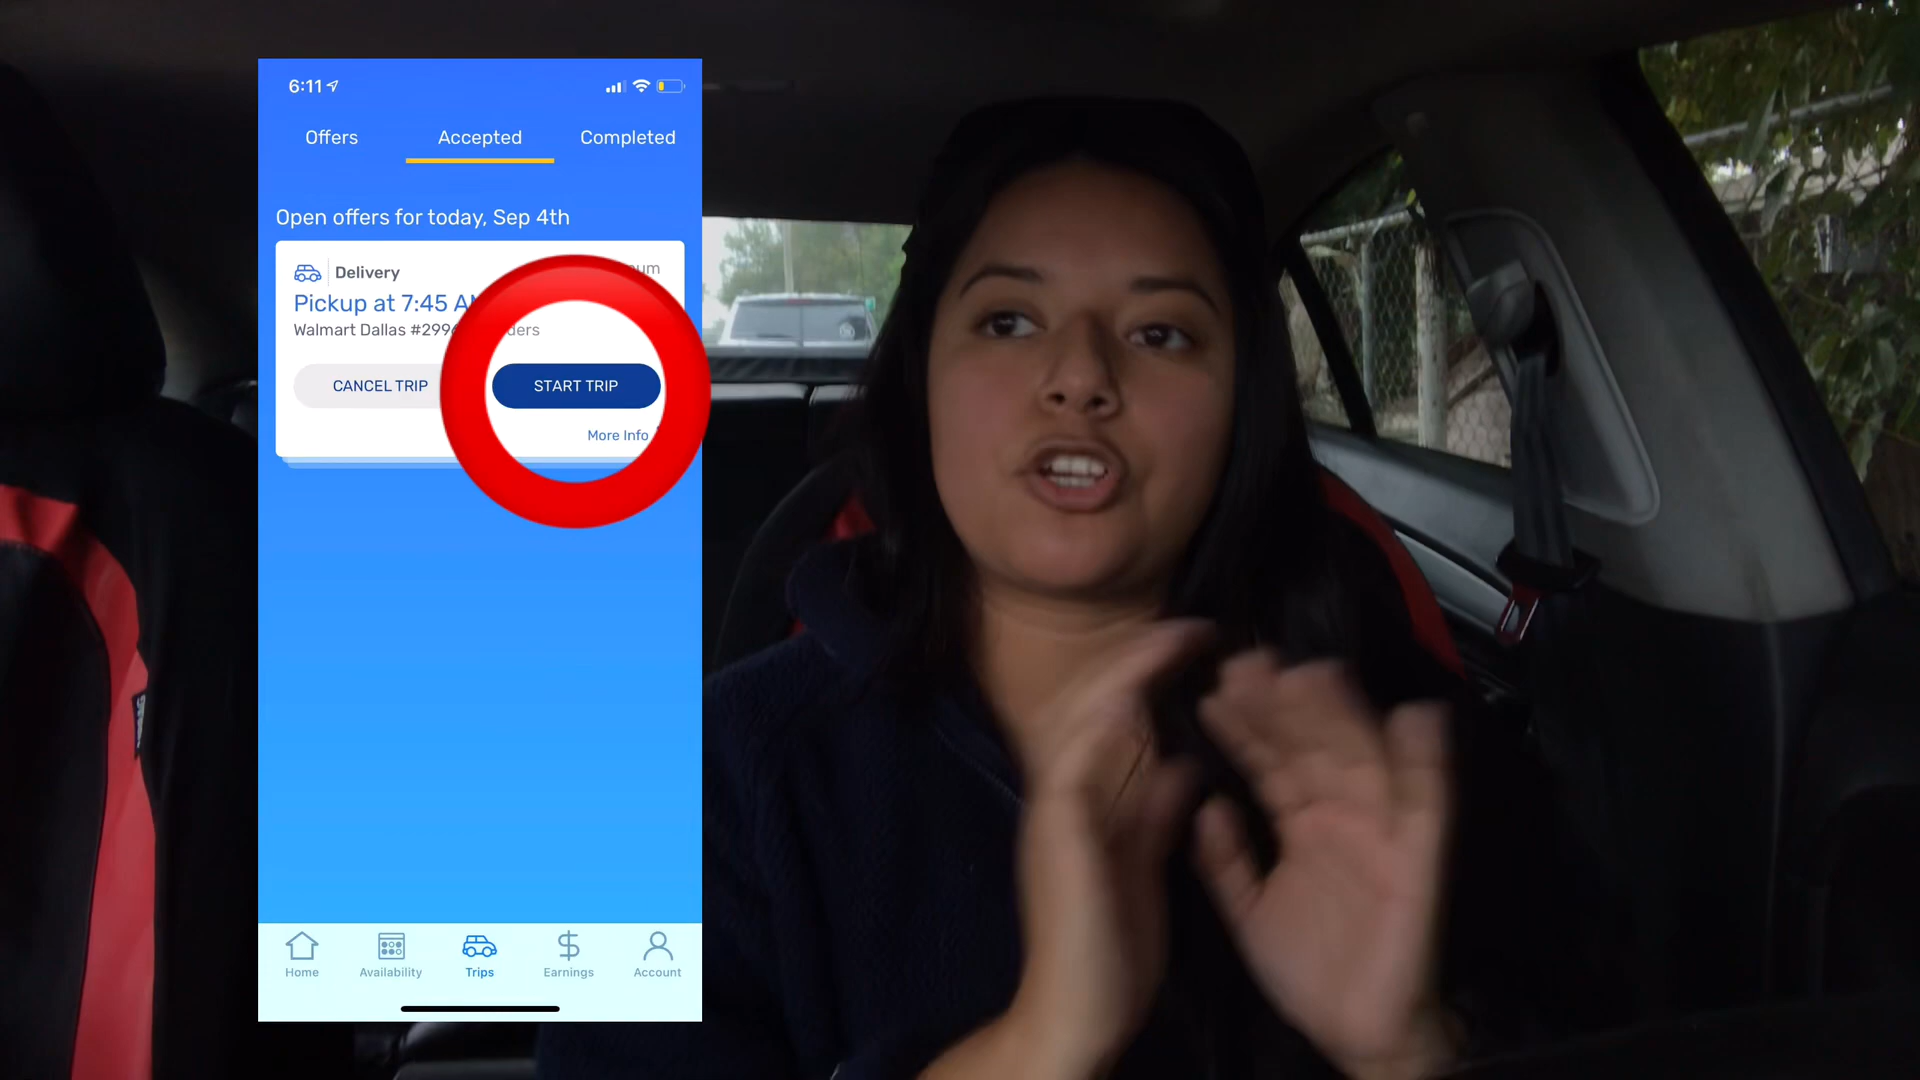 6:11
Offers Accepted Completed
Open offers for today, Sep 4th
Delivery
Pickup at 7:45
Walmart Dallas
CANCEL TRIP START TRIP
More Info
Home Availability Trips Earnings Account